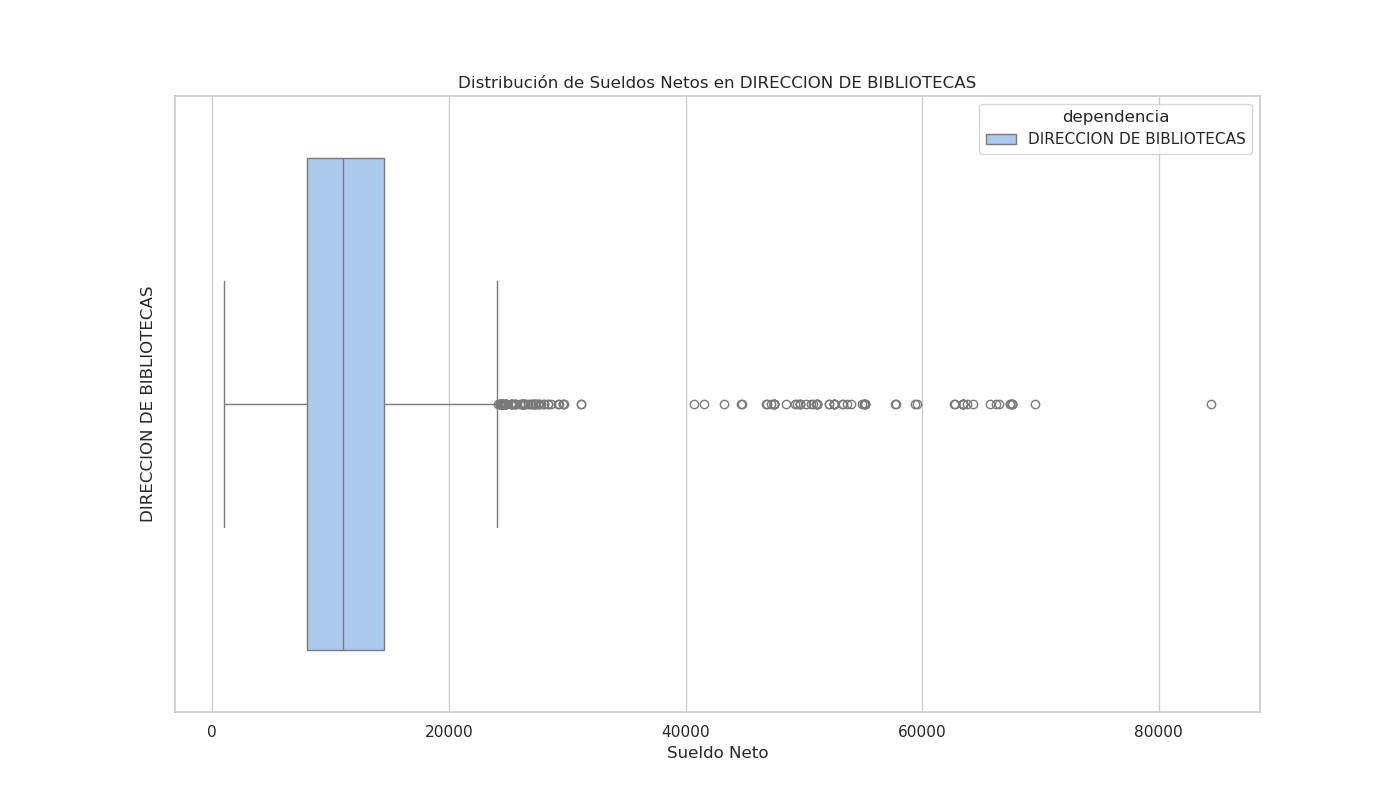 Distribución de Sueldos Netos en DIRECCION DE BIBLIOTECAS
dependencia
DIRECCION DE BIBLIOTECAS
DIRECCION DE BIBLIOTECAS
0
20000
40000
60000
80000
Sueldo Neto